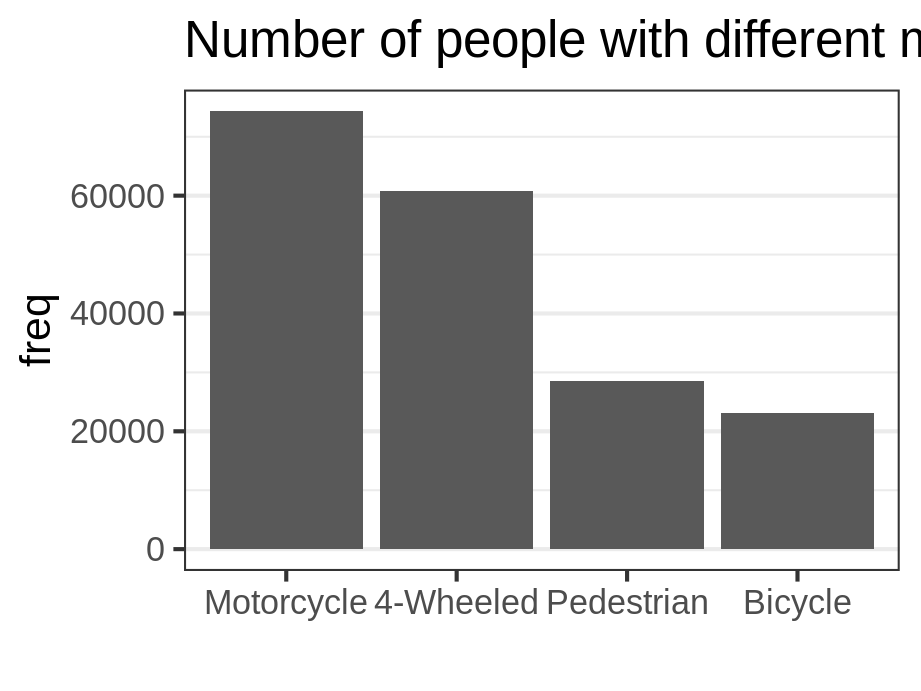 Number of people with different
freq
60000
40000
20000
0
Motorcycle 4-Wheeled Pedestrian Bicycle